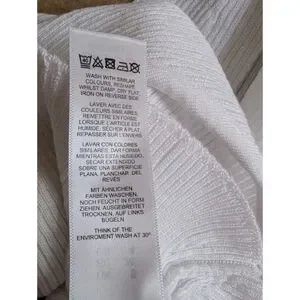 WASH WITH SIMILAR
COLOURS, RESHAPE
WHILST DAMP, DRY FLAT
IRON ON REVERSE SIDE
LAVER AVEC DES
COULEURS SIMILAIRES,
REMETTRE EN FORME
LORSQUE L'ARTICLE EST
HUMIDE, SÉCHER À PLAT
REPASSER SUR L'ENVERS
LAVAR CON COLORES
SIMILARES, DAR FORMA
MIENTRAS ESTA HUSEDO,
SECAR EXTENDIDO
SOBRE UNA SUPERFICIE
PLANA, PLANCHAR DEL
REVÉS
MIT ÄHNLICHEN
FARBEN WASCHEN,
NOCH FEUCHT IN FORM
ZIEHEN, AUSGEBREITET
TROCKNEN, AUF LINKS
BÜGELN
THINK OF THE
ENVIROMENT WASH AT 30°